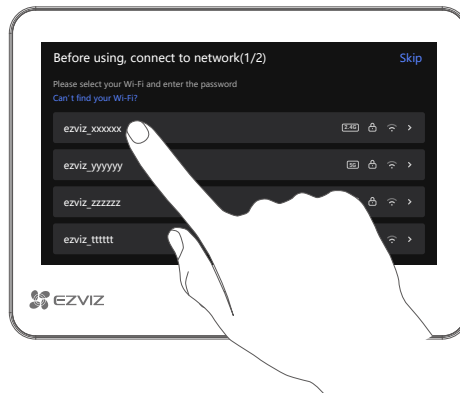 Before using, connect to network(1/2) Skip
Please select your Wi-Fi and enter the password
Can't find your Wi-Fi?
ezviz_xxxxxx 2.4G
ezviz_yyyyyy 5G
ezviz_zzzzzz
ezviz_tttttt
EZVIZ